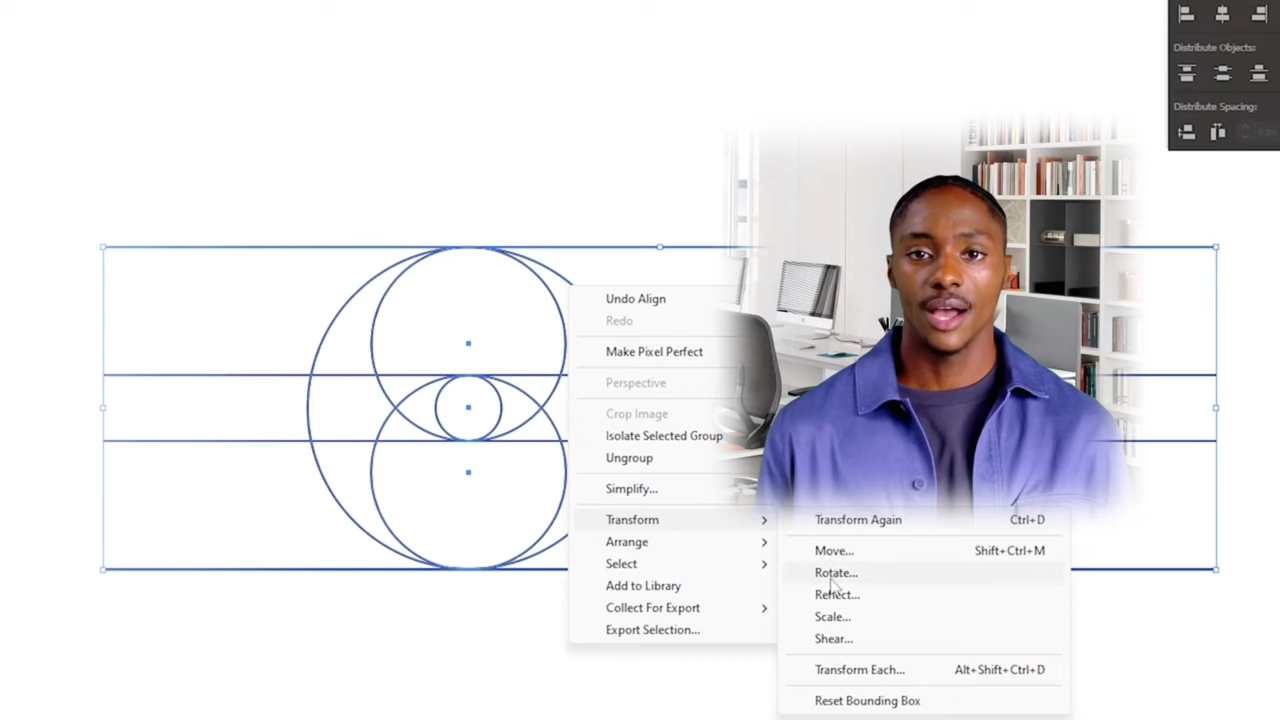 Distribute Objects:
Distribute Spacing:
Undo Align
Redo
Make Pixel Perfect
Perspective
Crop Image
Isolate Selected Group
Ungroup
Simplify...
Transform
Arrange
Select
Add to Library
Collect For Export
Export Selection...
Transform Again Ctrl+D
Move... Shift+Ctrl+M
Rotate...
Reflect...
Scale...
Shear...
Transform Each... Alt+Shift+Ctrl+D
Reset Bounding Box